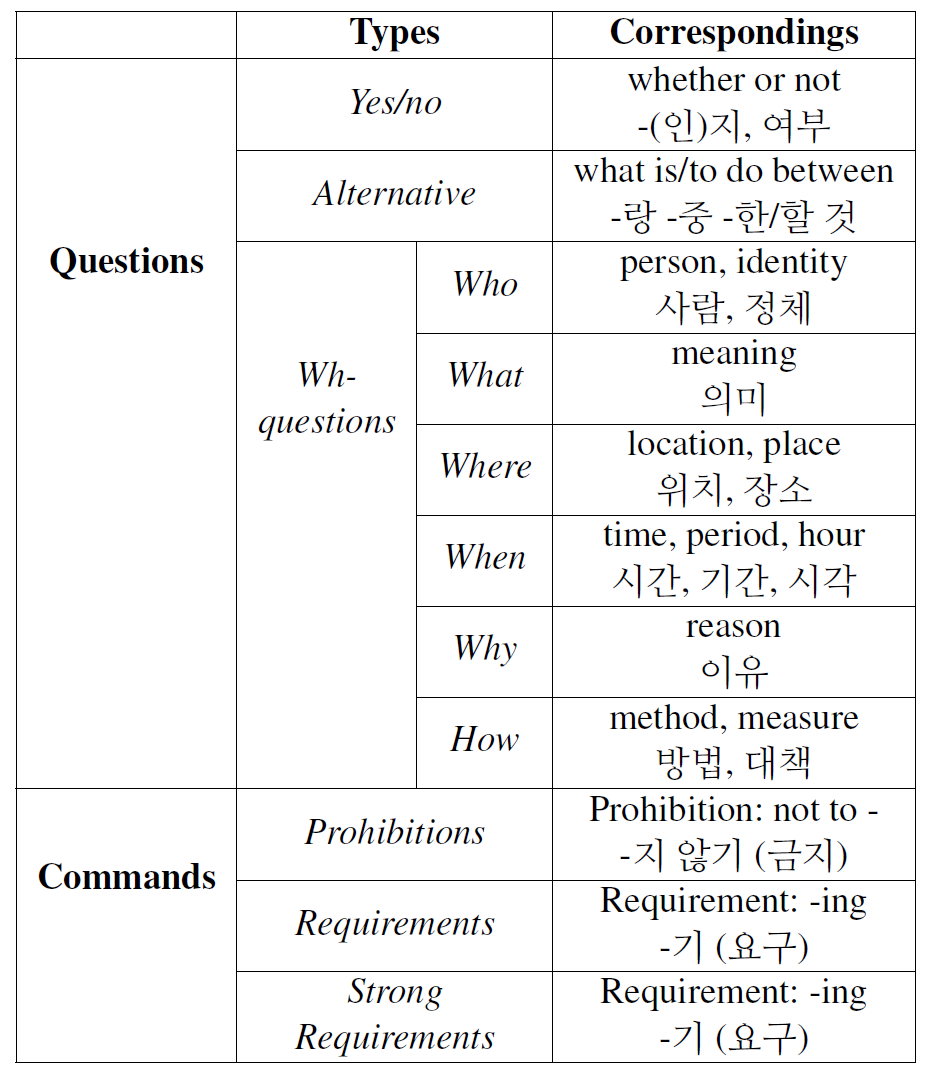 Types Correspondings
Questions
Yes/no
whether or not
-(인)지, 여부
Alternative
what is/to do between
-랑 -중 -한/할 것
Wh-
questions
Who
person, identity
사람, 정체
What
meaning
의미
Where
location, place
위치, 장소
When
time, period, hour
시간, 기간, 시각
Why
reason
이유
How
method, measure
방법, 대책
Commands
Prohibitions
Prohibition: not to -
-지 않기 (금지)
Requirements
Requirement: -ing
-기 (요구)
Strong
Requirements
Requirement: -ing
-기 (요구)